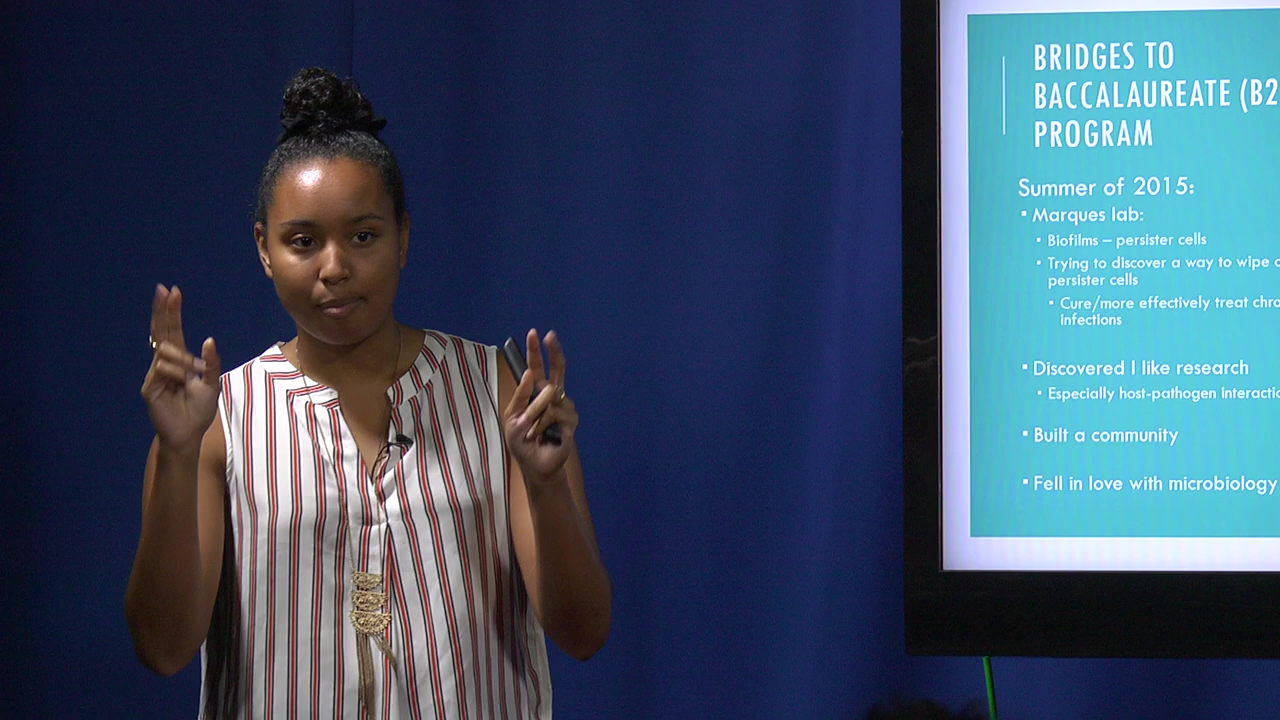 BRIDGES TO
BACCALAUREATE (B2
PROGRAM
Summer of 2015:
▪ Marques lab:
▪ Biofilms – persister cells
▪ Trying to discover a way to wipe
persister cells
▪ Cure/more effectively treat
infections
▪ Discovered I like research
▪ Especially host-pathogen
▪ Built a community
▪ Fell in love with microbiology